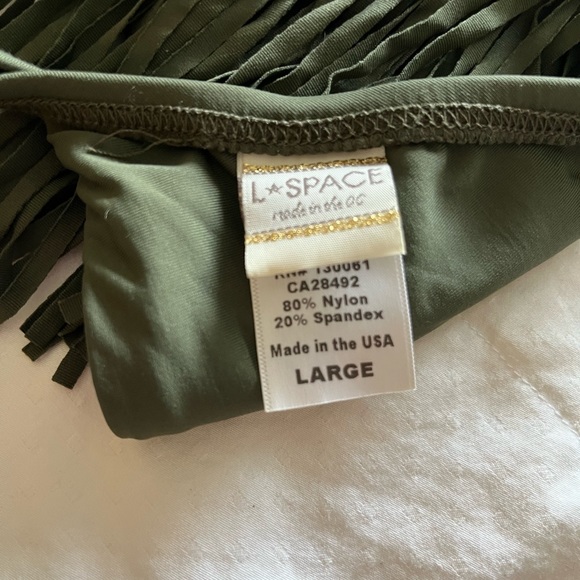 L★SPACE
made in the OC
RN# 130061
CA28492
80% Nylon
20% Spandex
Made in the USA
LARGE